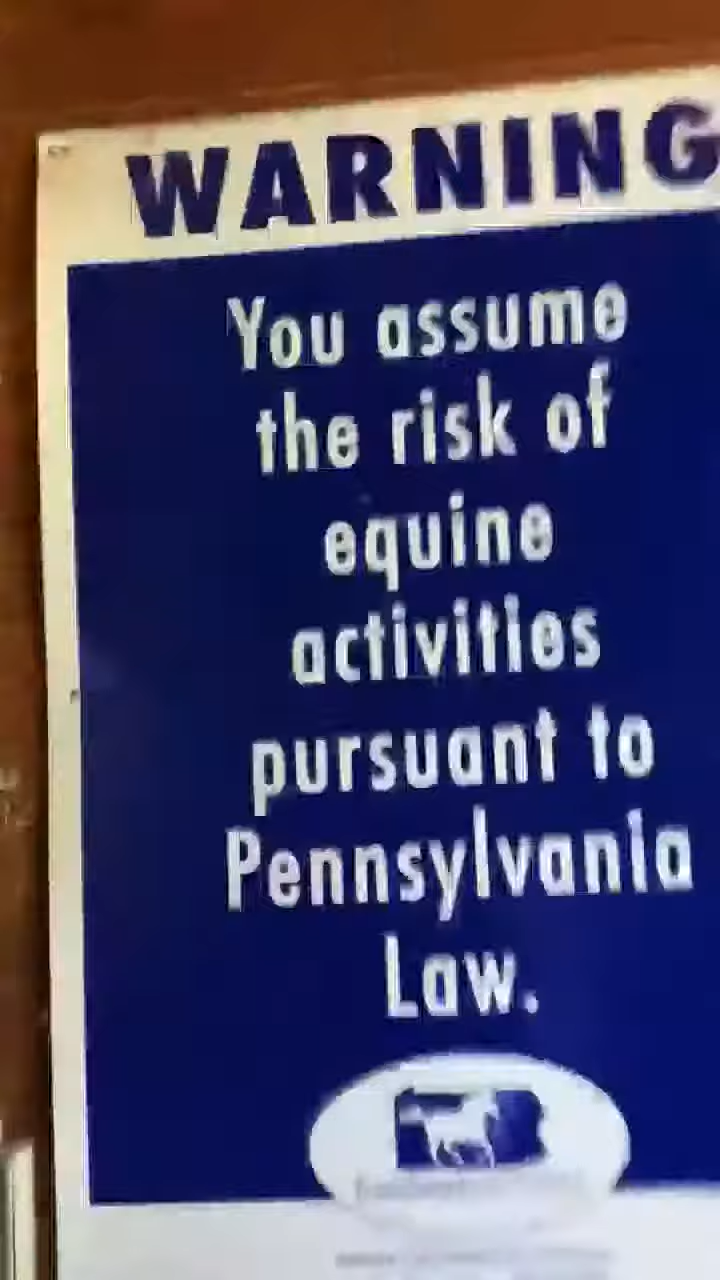 WARNING
You assume
the risk of
equine
activities
pursuant to
Pennsylvania
Law.